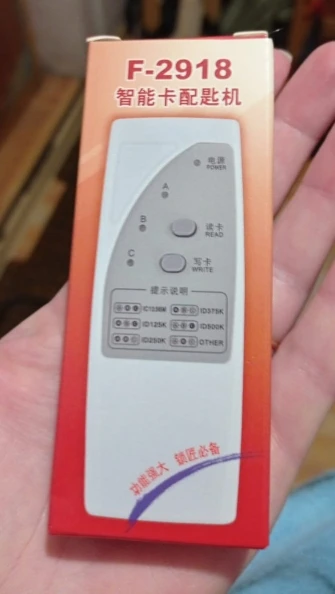 F-2918
智能卡配匙机
电源
POWER
A
B
读卡
READ
C
写卡
WRITE
提示说明
IC1356M
ID375K
ID125K
ID500K
ID250K
OTHER
功能强大 锁匠必备